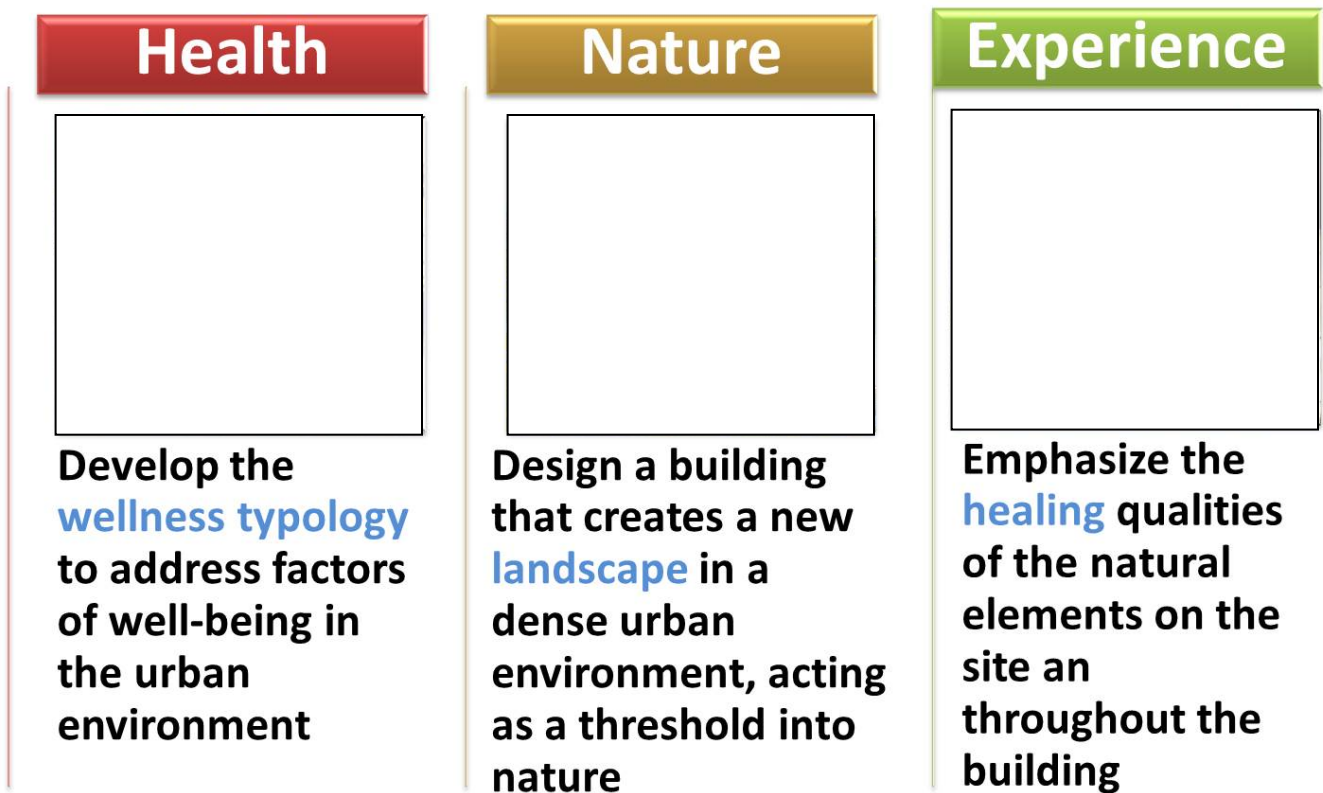 Health
Develop the
wellness typology
to address factors
of well-being in
the urban
environment
Nature
Design a building
that creates a new
landscape in a
dense urban
environment, acting
as a threshold into
nature
Experience
Emphasize the
healing qualities
of the natural
elements on the
site an
throughout the
building